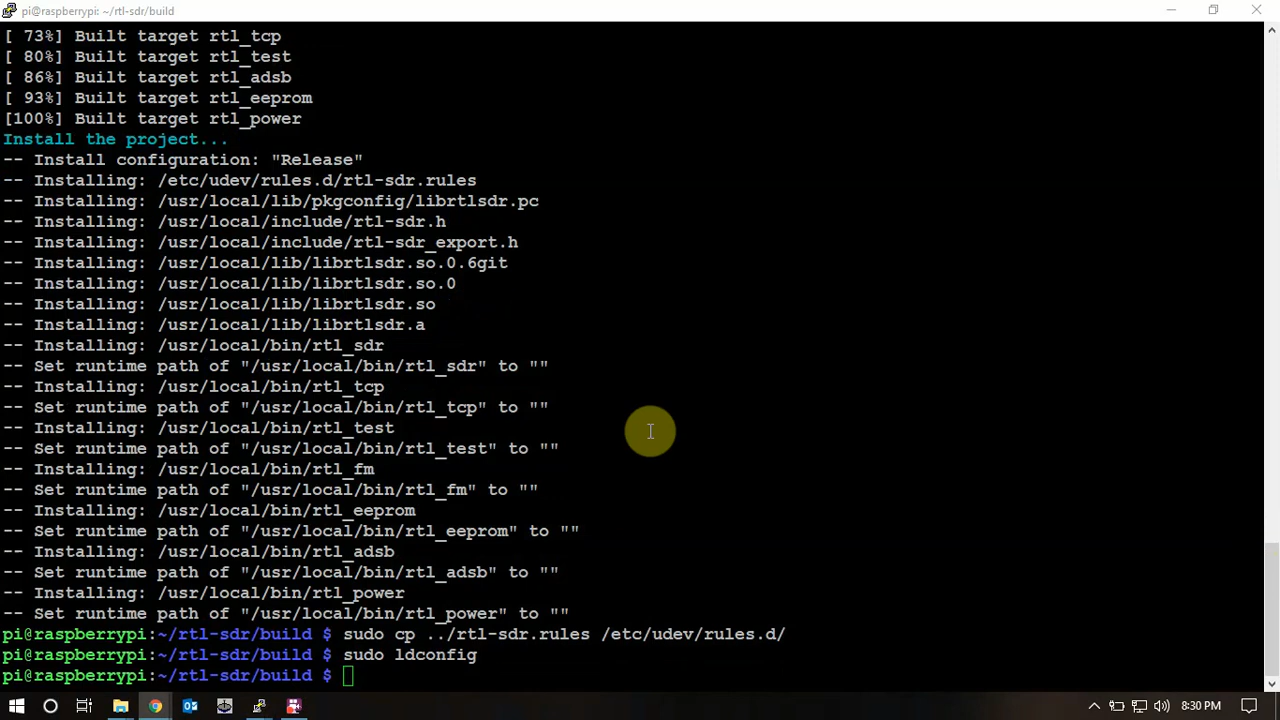 pi@raspberrypi: ~/rtl-sdr/build
[ 73%] Built target rtl_tcp
[ 80%] Built target rtl_test
[ 86%] Built target rtl_adsb
[ 93%] Built target rtl_eeprom
[100%] Built target rtl_power
Install the project...
-- Install configuration: "Release"
-- Installing: /etc/udev/rules.d/rtl-sdr.rules
-- Installing: /usr/local/lib/pkgconfig/librtlsdr.pc
-- Installing: /usr/local/include/rtl-sdr.h
-- Installing: /usr/local/include/rtl-sdr_export.h
-- Installing: /usr/local/lib/librtlsdr.so.0.6git
-- Installing: /usr/local/lib/librtlsdr.so.0
-- Installing: /usr/local/lib/librtlsdr.so
-- Installing: /usr/local/lib/librtlsdr.a
-- Installing: /usr/local/bin/rtl_sdr
-- Set runtime path of "/usr/local/bin/rtl_sdr" to ""
-- Installing: /usr/local/bin/rtl_tcp
-- Set runtime path of "/usr/local/bin/rtl_tcp" to ""
-- Installing: /usr/local/bin/rtl_test
-- Set runtime path of "/usr/local/bin/rtl_test" to ""
-- Installing: /usr/local/bin/rtl_fm
-- Set runtime path of "/usr/local/bin/rtl_fm" to ""
-- Installing: /usr/local/bin/rtl_eeprom
-- Set runtime path of "/usr/local/bin/rtl_eeprom" to ""
-- Installing: /usr/local/bin/rtl_adsb
-- Set runtime path of "/usr/local/bin/rtl_adsb" to ""
-- Installing: /usr/local/bin/rtl_power
-- Set runtime path of "/usr/local/bin/rtl_power" to ""
pi@raspberrypi:~/rtl-sdr/build $ sudo cp ../rtl-sdr.rules /etc/udev/rules.d/
pi@raspberrypi:~/rtl-sdr/build $ sudo ldconfig
pi@raspberrypi:~/rtl-sdr/build $
8:30 PM